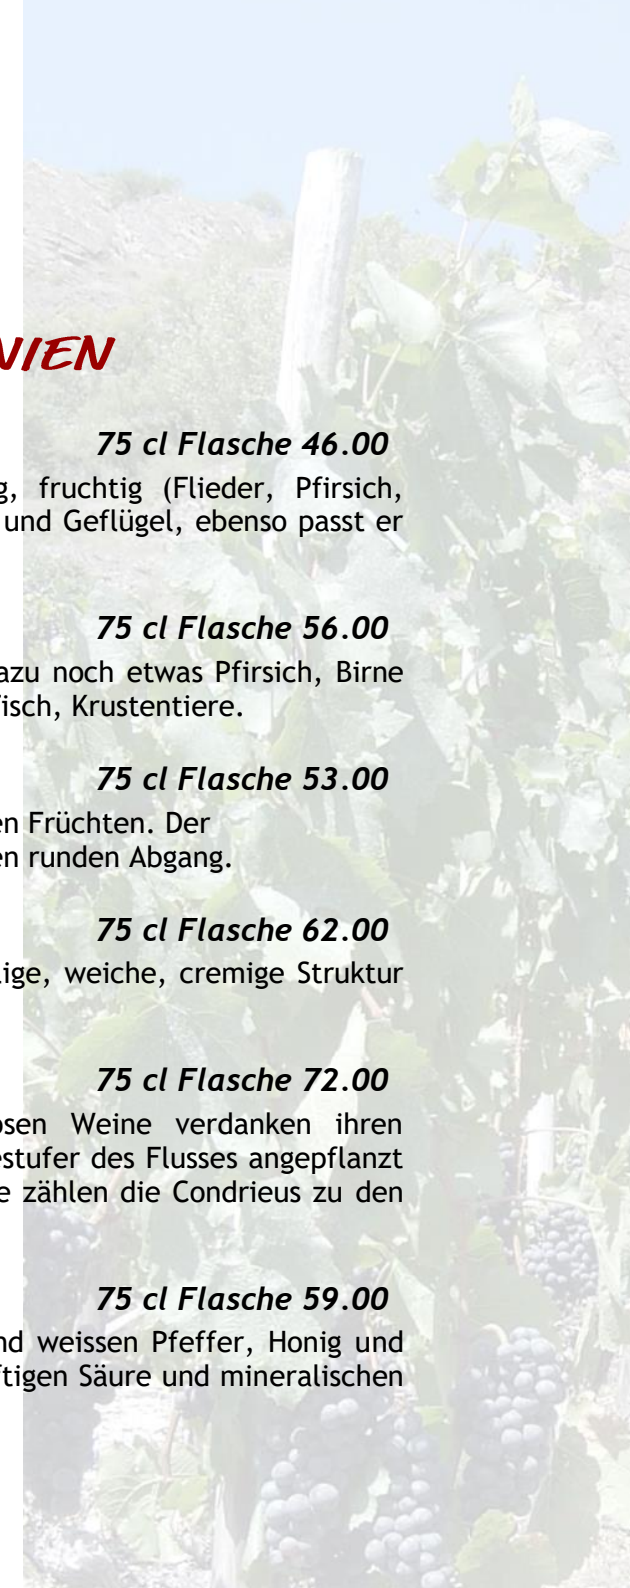 NIEN
75 cl Flasche 46.00
g, fruchtig (Flieder, Pfirsich,
und Geflügel, ebenso passt er
75 cl Flasche 56.00
azu noch etwas Pfirsich, Birne
isch, Krustentiere.
75 cl Flasche 53.00
en Früchten. Der
en runden Abgang.
75 cl Flasche 62.00
lige, weiche, cremige Struktur
75 cl Flasche 72.00
osen Weine verdanken ihren
estufer des Flusses angepflanzt
e zählen die Condrieus zu den
75 cl Flasche 59.00
nd weissen Pfeffer, Honig und
ftigen Säure und mineralischen